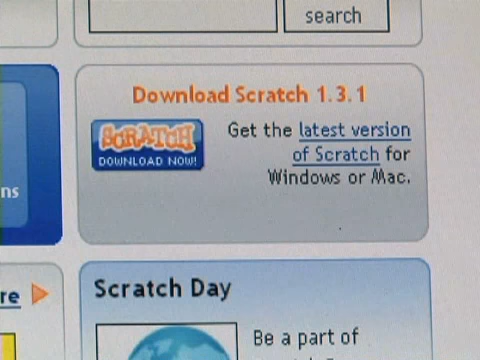 search
Download Scratch 1.3.1
SCRATCH
DOWNLOAD NOW!
Get the latest version
of Scratch for
Windows or Mac.
ns
re
Scratch Day
Be a part of